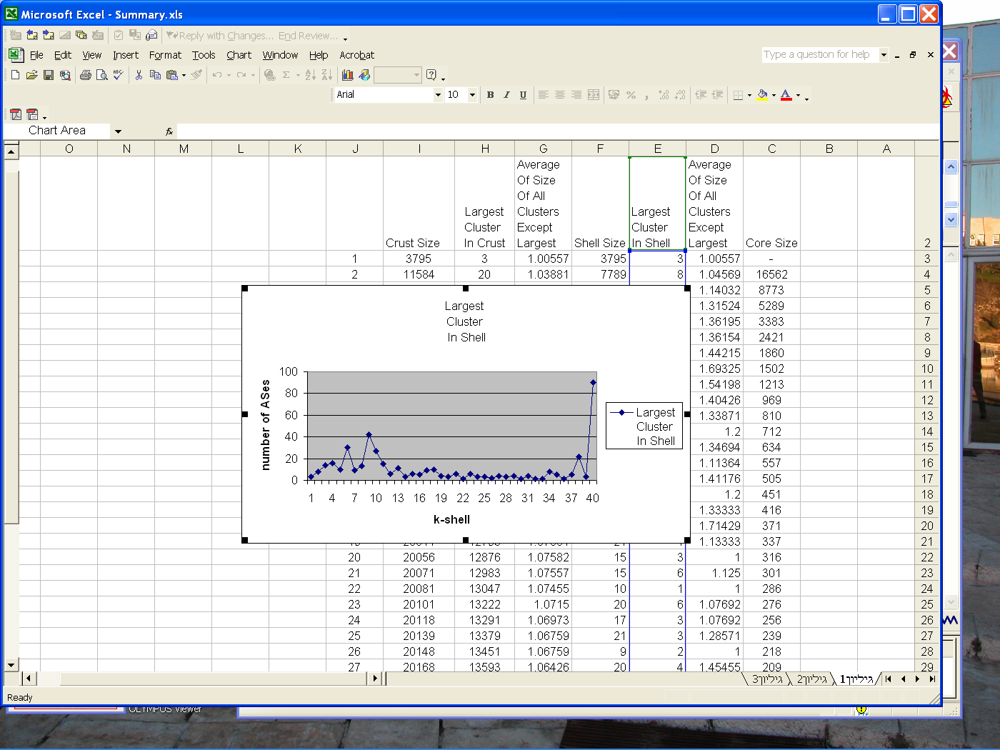 Microsoft Excel - Summary.xls
Reply with Changes... End Review...
File Edit View Insert Format Tools Chart Window Help Acrobat Type a question for help
Arial 10 B I U
Chart Area fx
O N M L K J I H G F E D C B A
Crust Size Largest Cluster In Crust Average Of Size Of All Clusters Except Largest Shell Size Largest Cluster In Shell Average Of Size Of All Clusters Except Largest Core Size 2
1 3795 3 1.00557 3795 3 1.00557 - 3
2 11584 20 1.03881 7789 8 1.04569 16562 4
1.14032 8773 5
1.31524 5289 6
1.36195 3383 7
1.36154 2421 8
1.44215 1860 9
1.69325 1502 10
1.54198 1213 11
1.40426 969 12
1.33871 810 13
1.2 712 14
1.34694 634 15
1.11364 557 16
1.41176 505 17
1.2 451 18
1.33333 416 19
1.71429 371 20
1.13333 337 21
20 20056 12876 1.07582 15 3 1 316 22
21 20071 12983 1.07557 15 6 1.125 301 23
22 20081 13047 1.07455 10 1 1 286 24
23 20101 13222 1.0715 20 6 1.07692 276 25
24 20118 13291 1.06973 17 3 1.07692 256 26
25 20139 13379 1.06759 21 3 1.28571 239 27
26 20148 13451 1.06759 9 2 1 218 28
27 20168 13593 1.06426 20 4 1.45455 209 29
Largest
Cluster
In Shell
number of ASes
100
80
60
40
20
0
1 4 7 10 13 16 19 22 25 28 31 34 37 40
k-shell
Largest
Cluster
In Shell
גיליון3 גיליון2 גיליון1
Ready
OLYMPUS Viewer